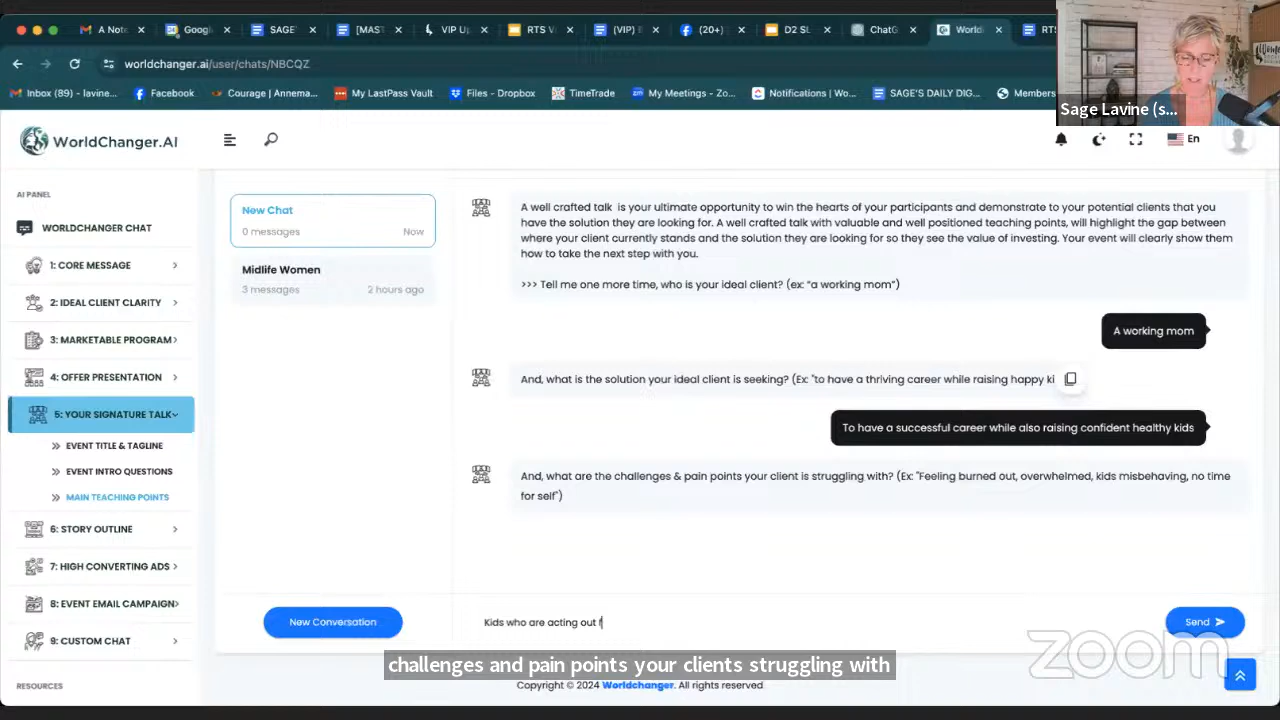 A Note
Googl
SAGE'
[MAS
VIP U
RTS V
(VIP) B
(20+)
D2 SL
ChatG
World
RT
worldchanger.ai/user/chats/NBCQZ
Inbox (89) – lavine...
Facebook
Courage - Annema...
My LastPass Vault
Files - Dropbox
TimeTrade
My Meetings - Zo...
Notifications | Wo...
SAGE'S DAILY DIG...
Members
Sage Lavine (s...
WorldChanger.AI
En
AI PANEL
WORLDCHANGER CHAT
1: CORE MESSAGE
2: IDEAL CLIENT CLARITY
3: MARKETABLE PROGRAM
4: OFFER PRESENTATION
5: YOUR SIGNATURE TALK
EVENT TITLE & TAGLINE
EVENT INTRO QUESTIONS
MAIN TEACHING POINTS
6: STORY OUTLINE
7: HIGH CONVERTING ADS
8: EVENT EMAIL CAMPAIGN
9: CUSTOM CHAT
RESOURCES
New Chat
0 messages Now
Midlife Women
3 messages 2 hours ago
New Conversation
A well crafted talk is your ultimate opportunity to win the hearts of your participants and demonstrate to your potential clients that you
have the solution they are looking for. A well crafted talk with valuable and well positioned teaching points, will highlight the gap between
where your client currently stands and the solution they are looking for so they see the value of investing. Your event will clearly show them
how to take the next step with you.
>>> Tell me one more time, who is your ideal client? (ex: “a working mom”)
A working mom
And, what is the solution your ideal client is seeking? (Ex: "to have a thriving career while raising happy ki
To have a successful career while also raising confident healthy kids
And, what are the challenges & pain points your client is struggling with? (Ex: "Feeling burned out, overwhelmed, kids misbehaving, no time
for self")
Kids who are acting out f
Send
zoom
challenges and pain points your clients struggling with
Copyright © 2024 Worldchanger. All rights reserved.